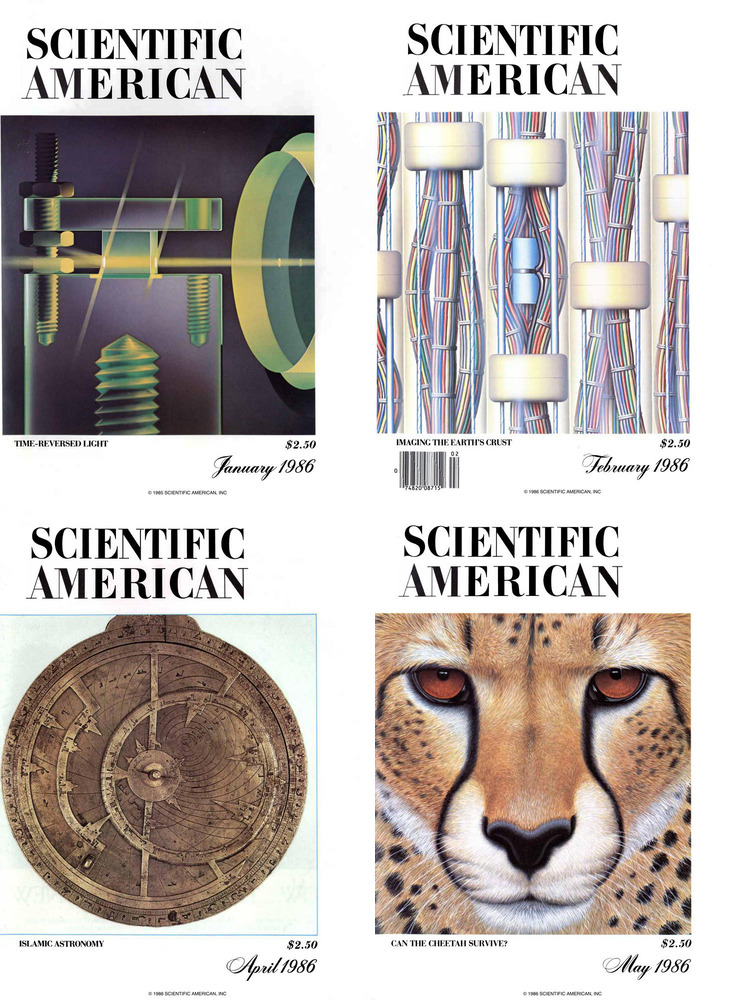 SCIENTIFIC
AMERICAN
TIME-REVERSED LIGHT
$2.50
January 1986
© 1985 SCIENTIFIC AMERICAN, INC
SCIENTIFIC
AMERICAN
IMAGING THE EARTH'S CRUST
$2.50
February 1986
0
02
74820 08715
© 1986 SCIENTIFIC AMERICAN, INC
SCIENTIFIC
AMERICAN
ISLAMIC ASTRONOMY
$2.50
April 1986
© 1986 SCIENTIFIC AMERICAN, INC
SCIENTIFIC
AMERICAN
CAN THE CHEETAH SURVIVE?
$2.50
May 1986
© 1986 SCIENTIFIC AMERICAN, INC